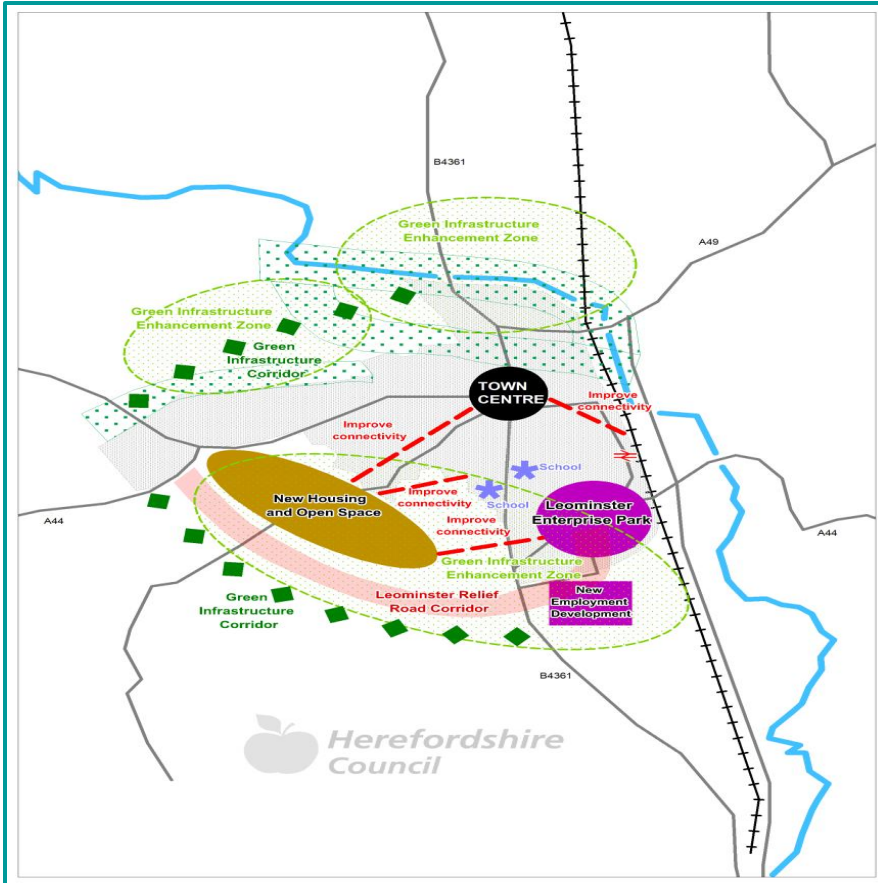 B4361
Green Infrastructure
Enhancement Zone
A49
Green Infrastructure
Enhancement Zone
Green
Infrastructure
Corridor
TOWN
CENTRE
Improve
connectivity
Improve
connectivity
School
School
New Housing
and Open Space
Improve
connectivity
Leominster
Enterprise Park
Improve
connectivity
A44
A44
Green Infrastructure
Enhancement Zone
Green
Infrastructure
Corridor
Leominster Relief
Road Corridor
New
Employment
Development
B4361
Herefordshire
Council